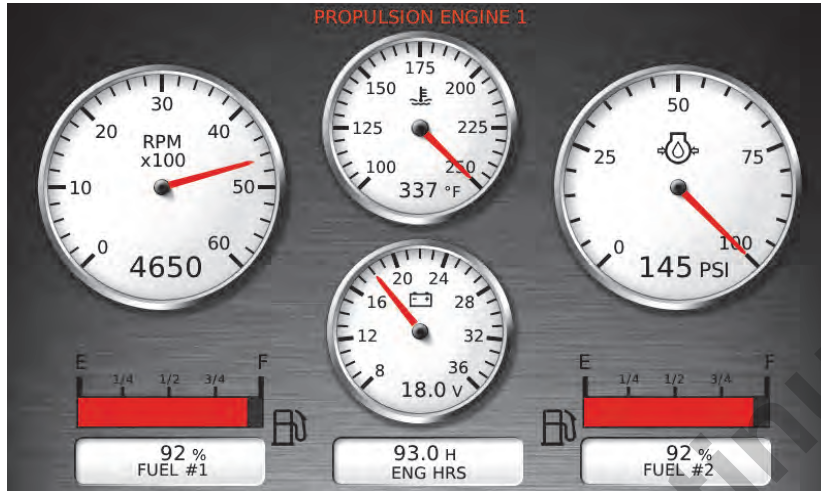 PROPULSION ENGINE 1
0
10
20
30
40
50
60
RPM
x100
4650
100
125
150
175
200
225
250
337 °F
0
25
50
75
100
145 PSI
8
12
16
20
24
28
32
36
18.0 V
E
1/4
1/2
3/4
F
92 %
FUEL #1
93.0 H
ENG HRS
E
1/4
1/2
3/4
F
92 %
FUEL #2